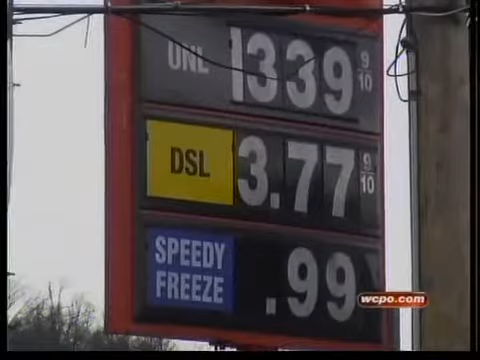 UNL 1339 9/10
DSL 3.77 9/10
SPEEDY
FREEZE .99
wcpo.com